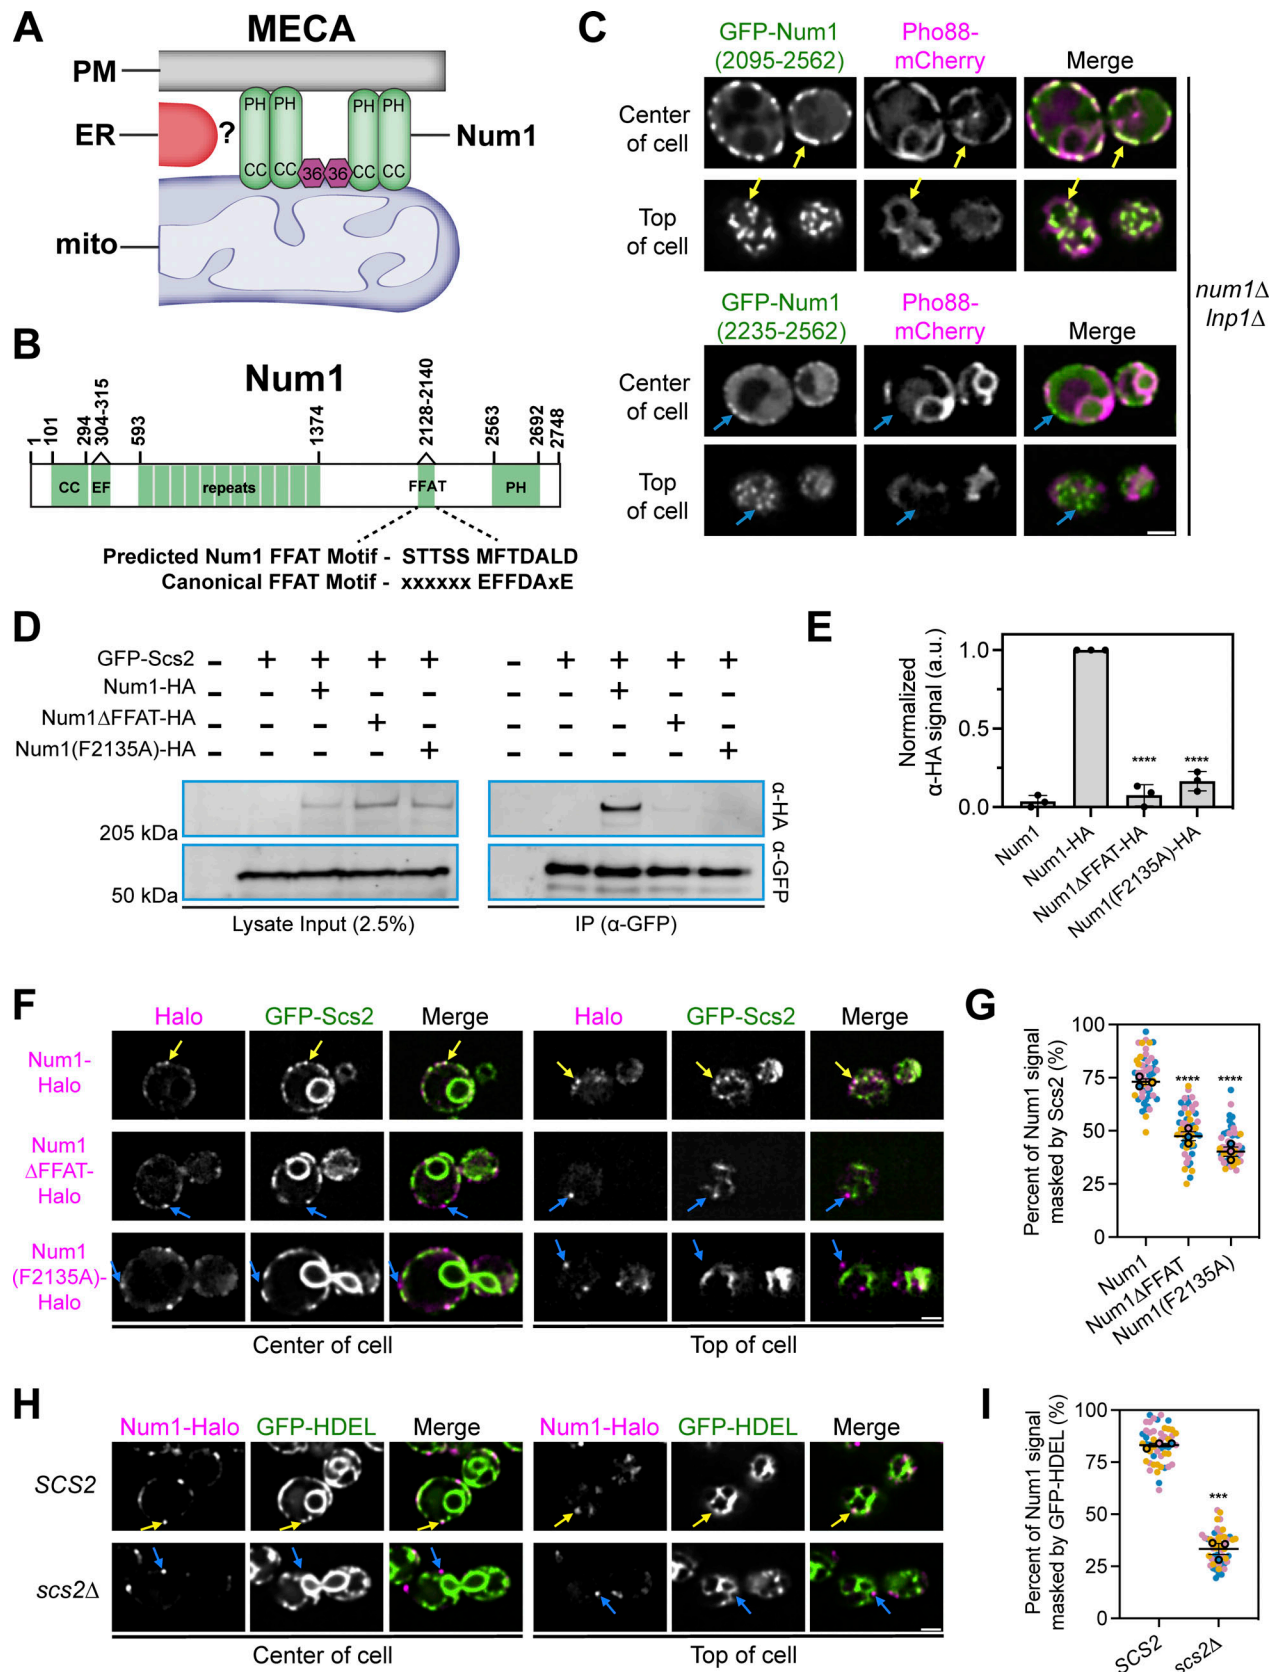 A
MECA
PM
ER
?
PH
PH
PH
PH
Num1
CC
CC
36
36
CC
CC
mito
B
Num1
1
101
294
304-315
593
1374
2128-2140
2563
2692
2748
CC
EF
repeats
FFAT
PH
Predicted Num1 FFAT Motif - STTSS MFTDALD
Canonical FFAT Motif - xxxxxx EFFDAxE
C
GFP-Num1
(2095-2562)
Pho88-
mCherry
Merge
Center
of cell
Top
of cell
GFP-Num1
(2235-2562)
Pho88-
mCherry
Merge
Center
of cell
Top
of cell
num1Δ
lnp1Δ
D
GFP-Scs2 - + + + + - + + + +
Num1-HA - - + - - - - + - -
Num1ΔFFAT-HA - - - + - - - - + -
Num1(F2135A)-HA - - - - + - - - - +
205 kDa
50 kDa
α-HA
α-GFP
Lysate Input (2.5%)
IP (α-GFP)
E
Normalized
α-HA signal (a.u.)
1.0
0.5
0.0
****
****
Num1
Num1-HA
Num1ΔFFAT-HA
Num1(F2135A)-HA
F
Halo
GFP-Scs2
Merge
Halo
GFP-Scs2
Merge
Num1-
Halo
Num1
ΔFFAT-
Halo
Num1
(F2135A)-
Halo
Center of cell
Top of cell
G
Percent of Num1 signal
masked by Scs2 (%)
100
75
50
25
0
****
****
Num1
Num1ΔFFAT
Num1(F2135A)
H
Num1-Halo
GFP-HDEL
Merge
Num1-Halo
GFP-HDEL
Merge
SCS2
scs2Δ
Center of cell
Top of cell
I
Percent of Num1 signal
masked by GFP-HDEL (%)
100
75
50
25
0
***
SCS2
scs2Δ